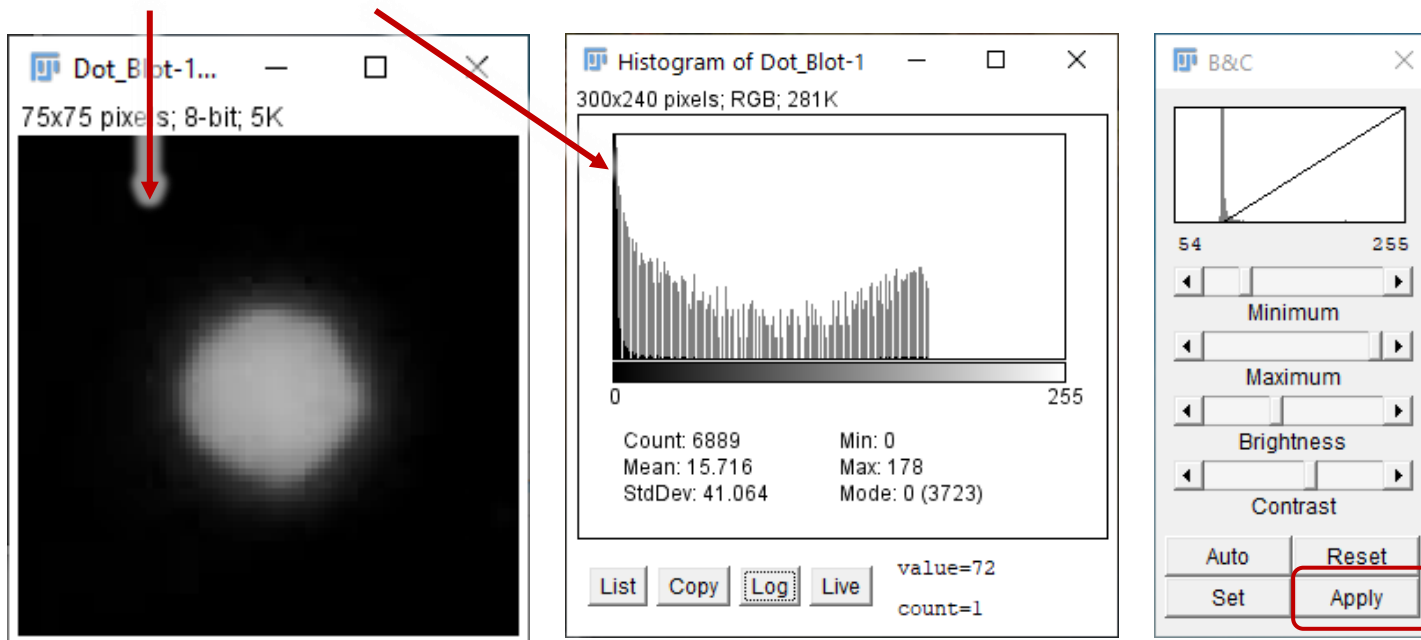 Dot_Blot-1...
75x75 pixels; 8-bit; 5K
Histogram of Dot_Blot-1
300x240 pixels; RGB; 281K
0 255
Count: 6889 Min: 0
Mean: 15.716 Max: 178
StdDev: 41.064 Mode: 0 (3723)
List Copy Log Live value=72
count=1
B&C
54 255
Minimum
Maximum
Brightness
Contrast
Auto Reset
Set Apply